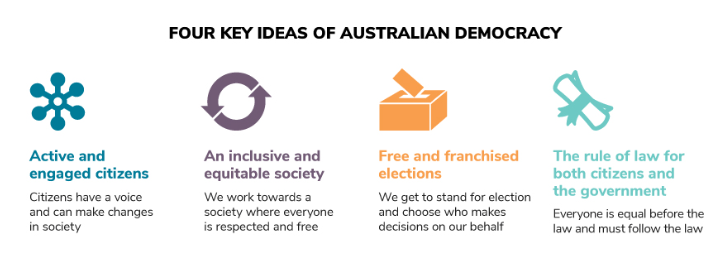 FOUR KEY IDEAS OF AUSTRALIAN DEMOCRACY
Active and
engaged citizens
Citizens have a voice
and can make changes
in society
An inclusive and
equitable society
We work towards a
society where everyone
is respected and free
Free and franchised
elections
We get to stand for election
and choose who makes
decisions on our behalf
The rule of law for
both citizens and
the government
Everyone is equal before the
law and must follow the law